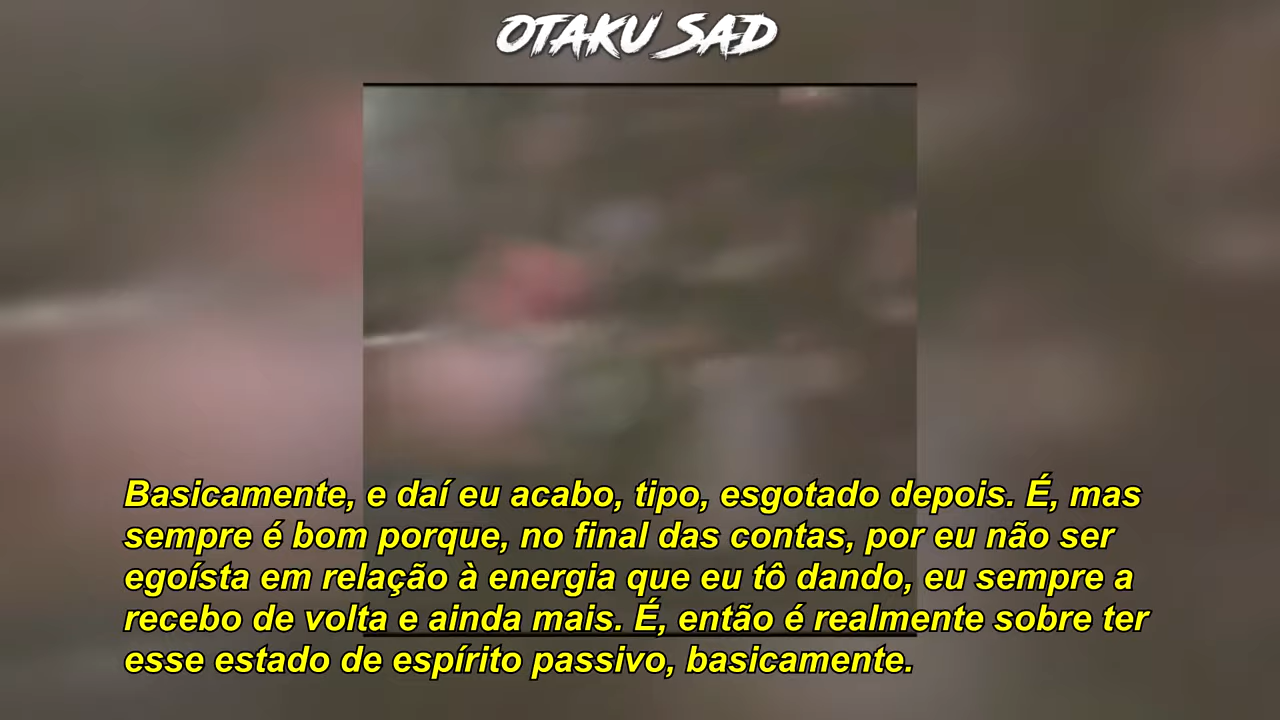 OTAKU SAD
Basicamente, e daí eu acabo, tipo, esgotado depois. É, mas
sempre é bom porque, no final das contas, por eu não ser
egoísta em relação à energia que eu tô dando, eu sempre a
recebo de volta e ainda mais. É, então é realmente sobre ter
esse estado de espírito passivo, basicamente.